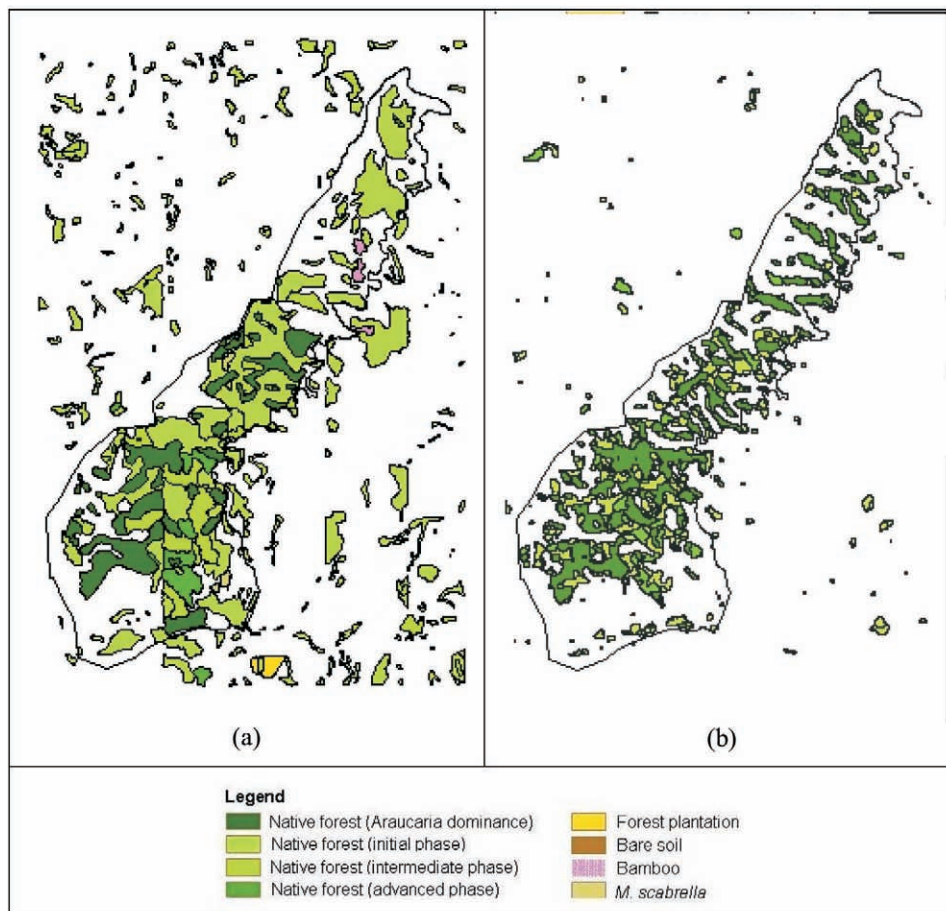 (a)
(b)
Legend
Native forest (Araucaria dominance)
Native forest (initial phase)
Native forest (intermediate phase)
Native forest (advanced phase)
Forest plantation
Bare soil
Bamboo
M. scabrella